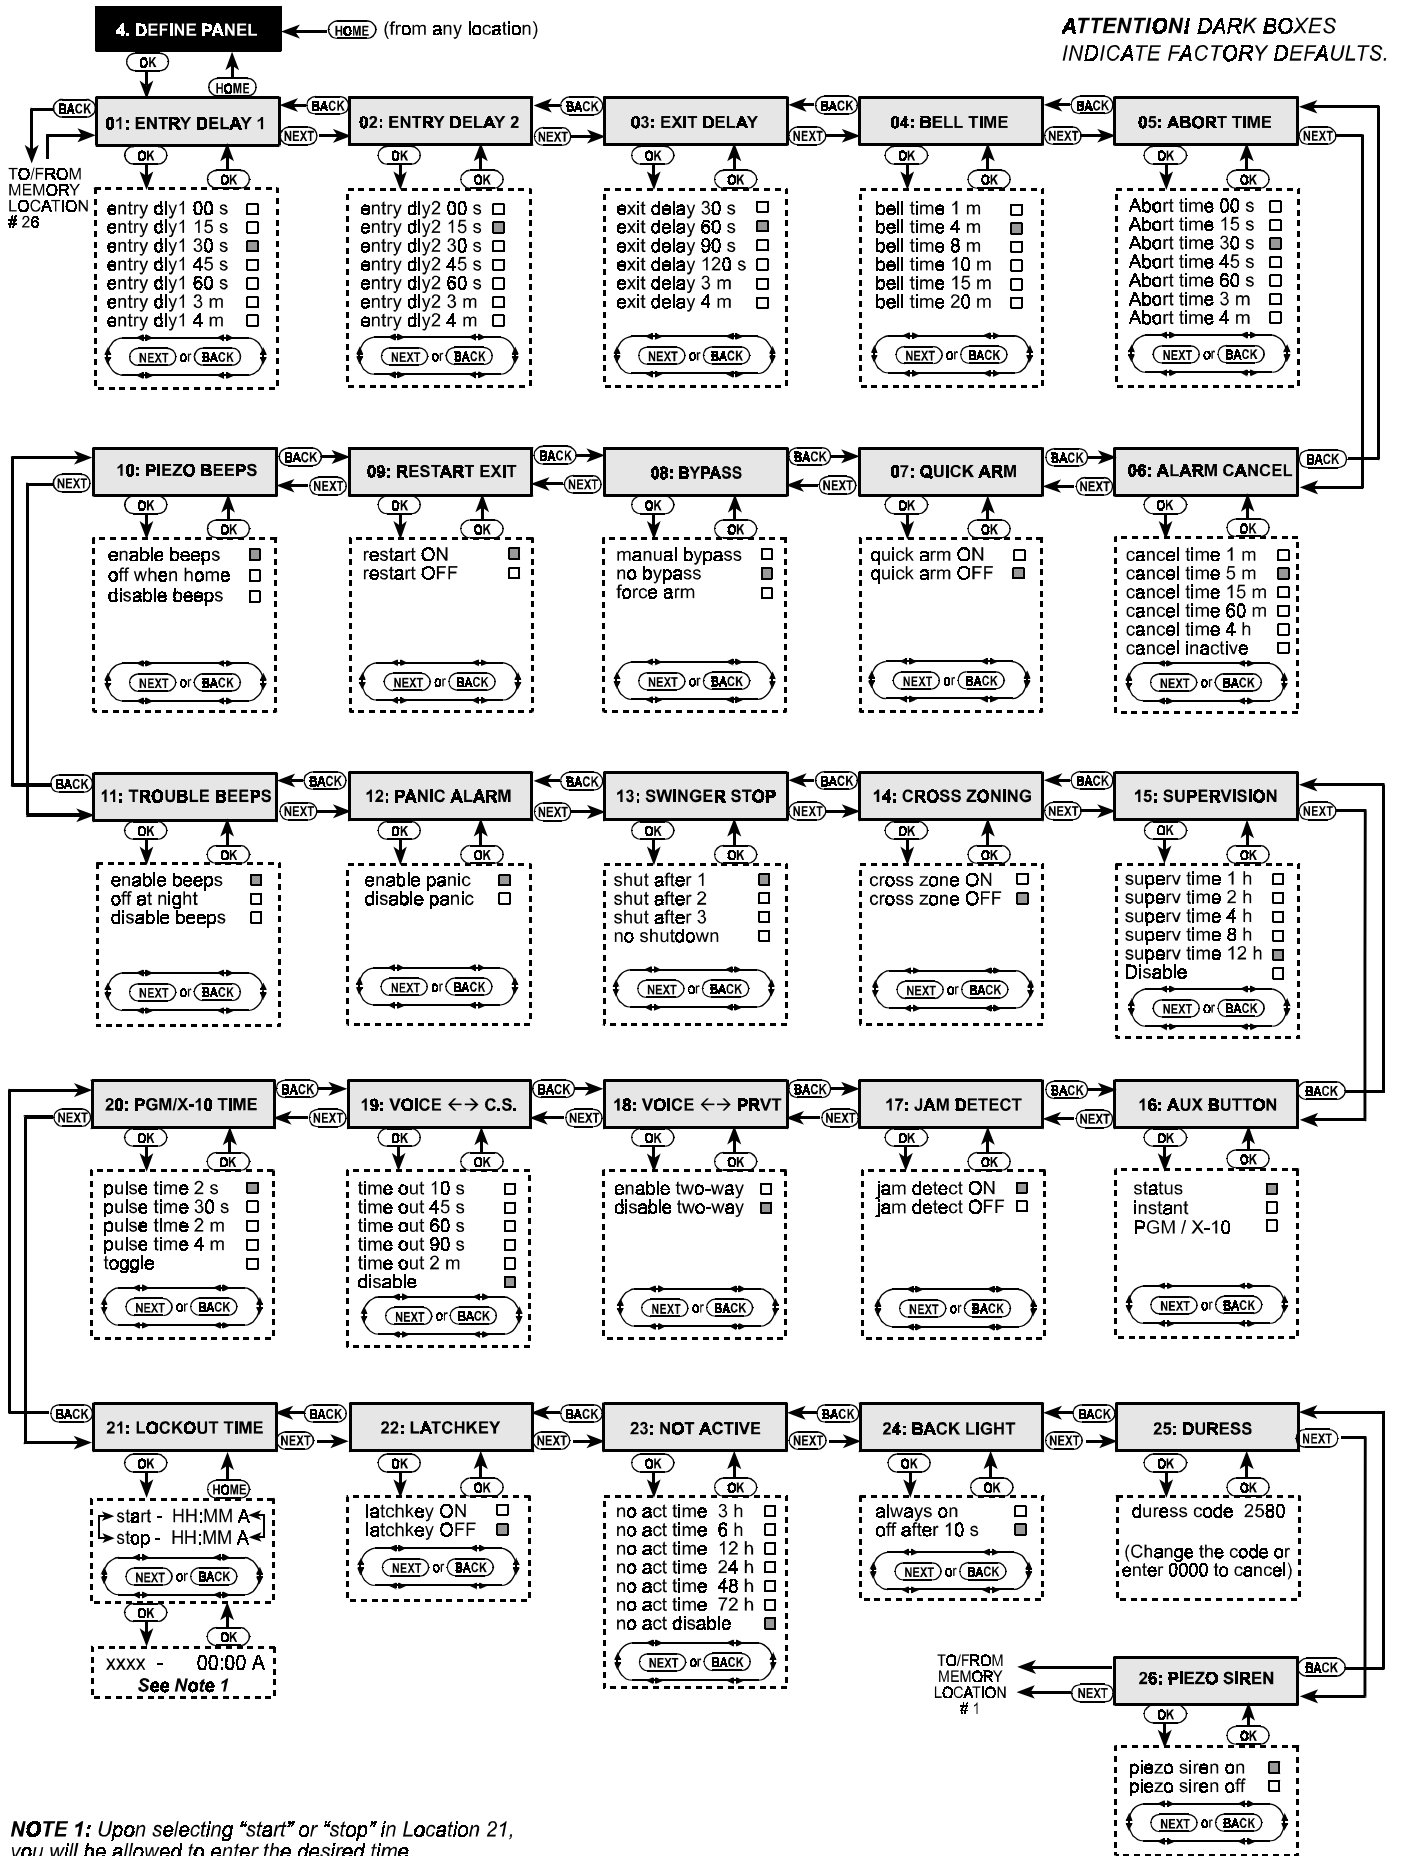 4. DEFINE PANEL
HOME (from any location)
ATTENTION! DARK BOXES
INDICATE FACTORY DEFAULTS.
OK
HOME
BACK
01: ENTRY DELAY 1
BACK
NEXT
02: ENTRY DELAY 2
BACK
NEXT
03: EXIT DELAY
BACK
NEXT
04: BELL TIME
BACK
NEXT
05: ABORT TIME
NEXT
TO/FROM
MEMORY
LOCATION
# 26
OK
OK
entry dly1 00 s
entry dly1 15 s
entry dly1 30 s
entry dly1 45 s
entry dly1 60 s
entry dly1 3 m
entry dly1 4 m
NEXT or BACK
OK
OK
entry dly2 00 s
entry dly2 15 s
entry dly2 30 s
entry dly2 45 s
entry dly2 60 s
entry dly2 3 m
entry dly2 4 m
NEXT or BACK
OK
OK
exit delay 30 s
exit delay 60 s
exit delay 90 s
exit delay 120 s
exit delay 3 m
exit delay 4 m
NEXT or BACK
OK
OK
bell time 1 m
bell time 4 m
bell time 8 m
bell time 10 m
bell time 15 m
bell time 20 m
NEXT or BACK
OK
OK
Abort time 00 s
Abort time 15 s
Abort time 30 s
Abort time 45 s
Abort time 60 s
Abort time 3 m
Abort time 4 m
NEXT or BACK
NEXT
10: PIEZO BEEPS
BACK
NEXT
09: RESTART EXIT
BACK
NEXT
08: BYPASS
BACK
NEXT
07: QUICK ARM
BACK
NEXT
06: ALARM CANCEL
BACK
OK
OK
enable beeps
off when home
disable beeps
NEXT or BACK
OK
OK
restart ON
restart OFF
NEXT or BACK
OK
OK
manual bypass
no bypass
force arm
NEXT or BACK
OK
OK
quick arm ON
quick arm OFF
NEXT or BACK
OK
OK
cancel time 1 m
cancel time 5 m
cancel time 15 m
cancel time 60 m
cancel time 4 h
cancel inactive
NEXT or BACK
BACK
11: TROUBLE BEEPS
BACK
NEXT
12: PANIC ALARM
BACK
NEXT
13: SWINGER STOP
BACK
NEXT
14: CROSS ZONING
BACK
NEXT
15: SUPERVISION
NEXT
OK
OK
enable beeps
off at night
disable beeps
NEXT or BACK
OK
OK
enable panic
disable panic
NEXT or BACK
OK
OK
shut after 1
shut after 2
shut after 3
no shutdown
NEXT or BACK
OK
OK
cross zone ON
cross zone OFF
NEXT or BACK
OK
OK
superv time 1 h
superv time 2 h
superv time 4 h
superv time 8 h
superv time 12 h
Disable
NEXT or BACK
NEXT
20: PGM/X-10 TIME
BACK
NEXT
19: VOICE ←→ C.S.
BACK
NEXT
18: VOICE ←→ PRVT
BACK
NEXT
17: JAM DETECT
BACK
NEXT
16: AUX BUTTON
BACK
OK
OK
pulse time 2 s
pulse time 30 s
pulse time 2 m
pulse time 4 m
toggle
NEXT or BACK
OK
OK
time out 10 s
time out 45 s
time out 60 s
time out 90 s
time out 2 m
disable
NEXT or BACK
OK
OK
enable two-way
disable two-way
NEXT or BACK
OK
OK
jam detect ON
jam detect OFF
NEXT or BACK
OK
OK
status
instant
PGM / X-10
NEXT or BACK
BACK
21: LOCKOUT TIME
BACK
NEXT
22: LATCHKEY
BACK
NEXT
23: NOT ACTIVE
BACK
NEXT
24: BACK LIGHT
BACK
NEXT
25: DURESS
NEXT
OK
HOME
start - HH:MM A
stop - HH:MM A
NEXT or BACK
OK
OK
xxxx - 00:00 A
See Note 1
OK
OK
latchkey ON
latchkey OFF
NEXT or BACK
OK
OK
no act time 3 h
no act time 6 h
no act time 12 h
no act time 24 h
no act time 48 h
no act time 72 h
no act disable
NEXT or BACK
OK
OK
always on
off after 10 s
NEXT or BACK
OK
OK
duress code 2580
(Change the code or
enter 0000 to cancel)
TO/FROM
MEMORY
LOCATION
# 1
NEXT
26: PIEZO SIREN
BACK
OK
OK
piezo siren on
piezo siren off
NEXT or BACK
NOTE 1: Upon selecting “start” or “stop” in Location 21,
you will be allowed to enter the desired time